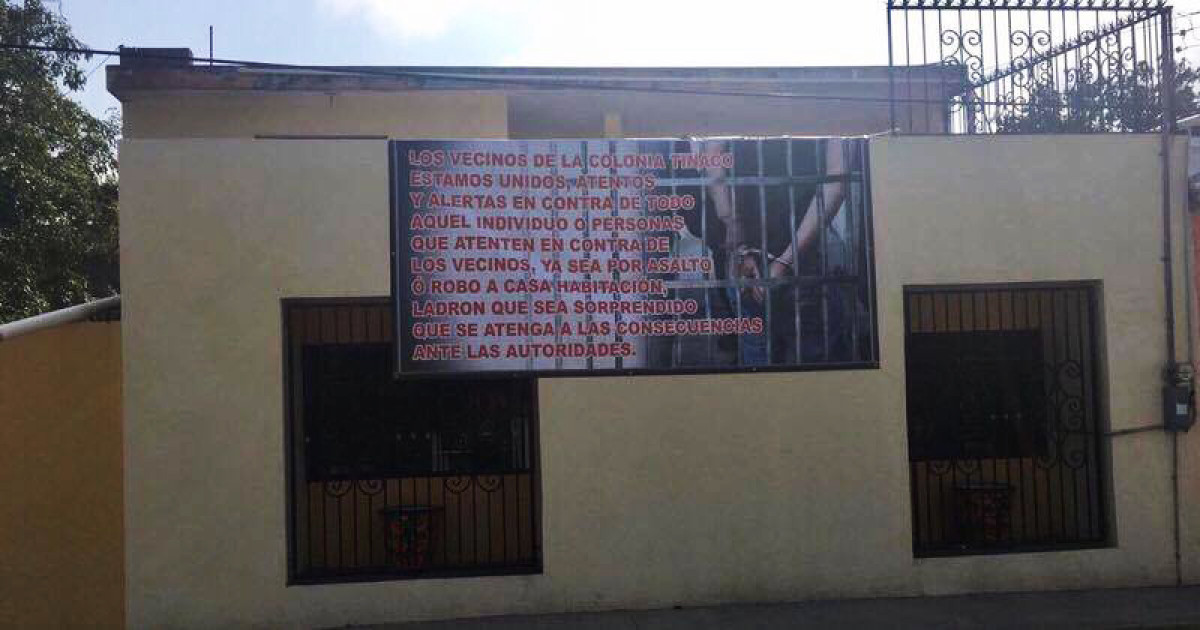 LOS VECINOS DE LA COLONIA TINACO
ESTAMOS UNIDOS, ATENTOS
Y ALERTAS EN CONTRA DE TOBO
AQUEL INDIVIDUO O PERSONAS
QUE ATENTEN EN CONTRA DE
LOS VECINOS, YA SEA POR ASALTO
O ROBO A CASA HABITACIÓN,
LADRON QUE SEA SORPRENDIDO
QUE SE ATENGA A LAS CONSECUENCIAS
ANTE LAS AUTORIDADES.